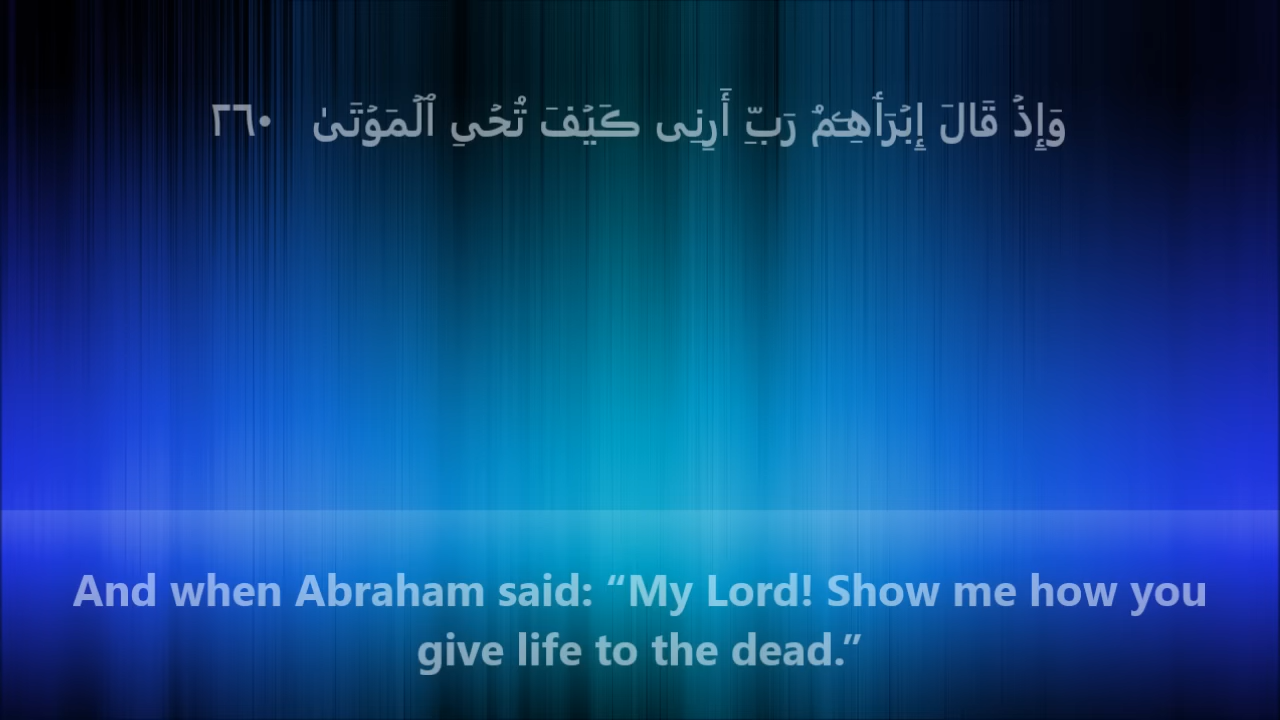 وَإِذۡ قَالَ إِبۡرَٰهِـۧمُ رَبِّ أَرِنِى كَيۡفَ تُحۡىِ ٱلۡمَوۡتَىٰ ٢٦٠
And when Abraham said: “My Lord! Show me how you
give life to the dead.”